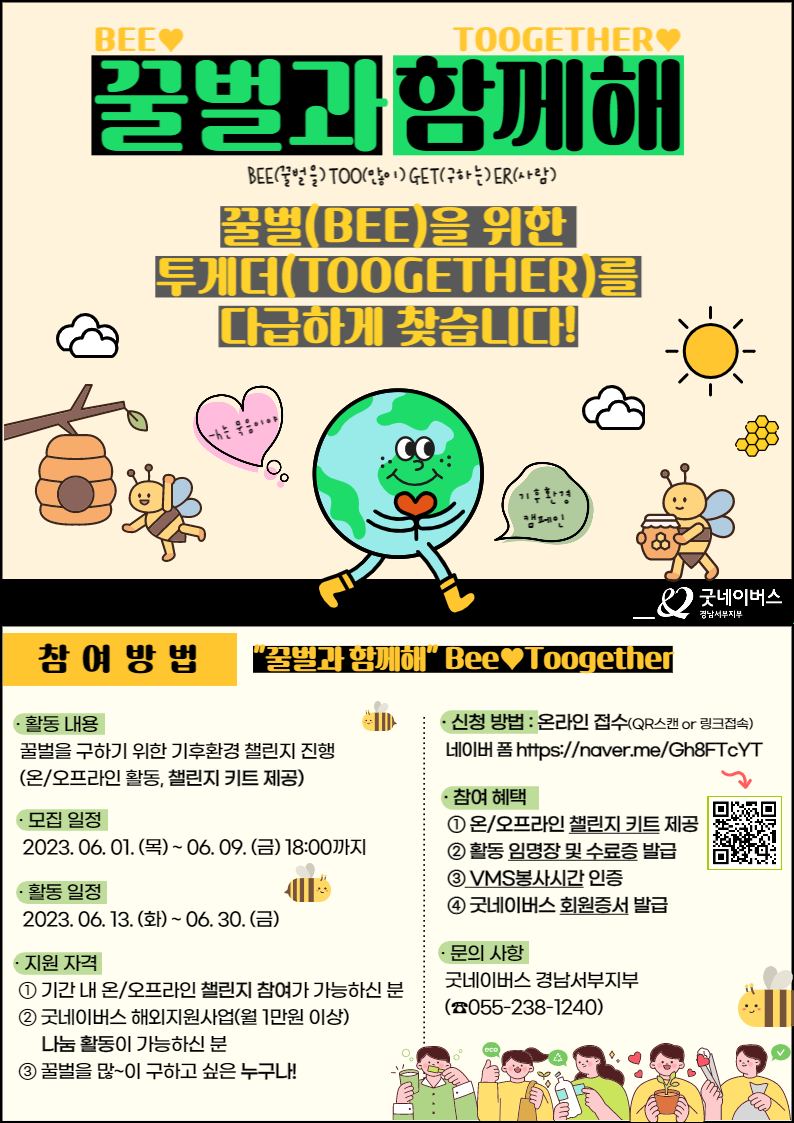 BEE♥ TOOGETHER♥
꿀벌과 함께해
BEE(꿀벌을) TOO(많이) GET(구하는) ER(사람)
꿀벌(BEE)을 위한
투게더(TOOGETHER)를
다급하게 찾습니다!
-h는 묵음이야
기후환경
캠페인
굿네이버스
경남서부지부
참여방법
"꿀벌과 함께해" Bee♥Toogether
· 활동 내용
꿀벌을 구하기 위한 기후환경 챌린지 진행
(온/오프라인 활동, 챌린지 키트 제공)
· 모집 일정
2023. 06. 01. (목) ~ 06. 09. (금) 18:00까지
· 활동 일정
2023. 06. 13. (화) ~ 06. 30. (금)
· 지원 자격
① 기간 내 온/오프라인 챌린지 참여가 가능하신 분
② 굿네이버스 해외지원사업(월 1만원 이상)
나눔 활동이 가능하신 분
③ 꿀벌을 많~이 구하고 싶은 누구나!
· 신청 방법 : 온라인 접수(QR스캔 or 링크접속)
네이버 폼 https://naver.me/Gh8FTcYT
· 참여 혜택
① 온/오프라인 챌린지 키트 제공
② 활동 임명장 및 수료증 발급
③ VMS봉사시간 인증
④ 굿네이버스 회원증서 발급
· 문의 사항
굿네이버스 경남서부지부
(☎055-238-1240)
eco